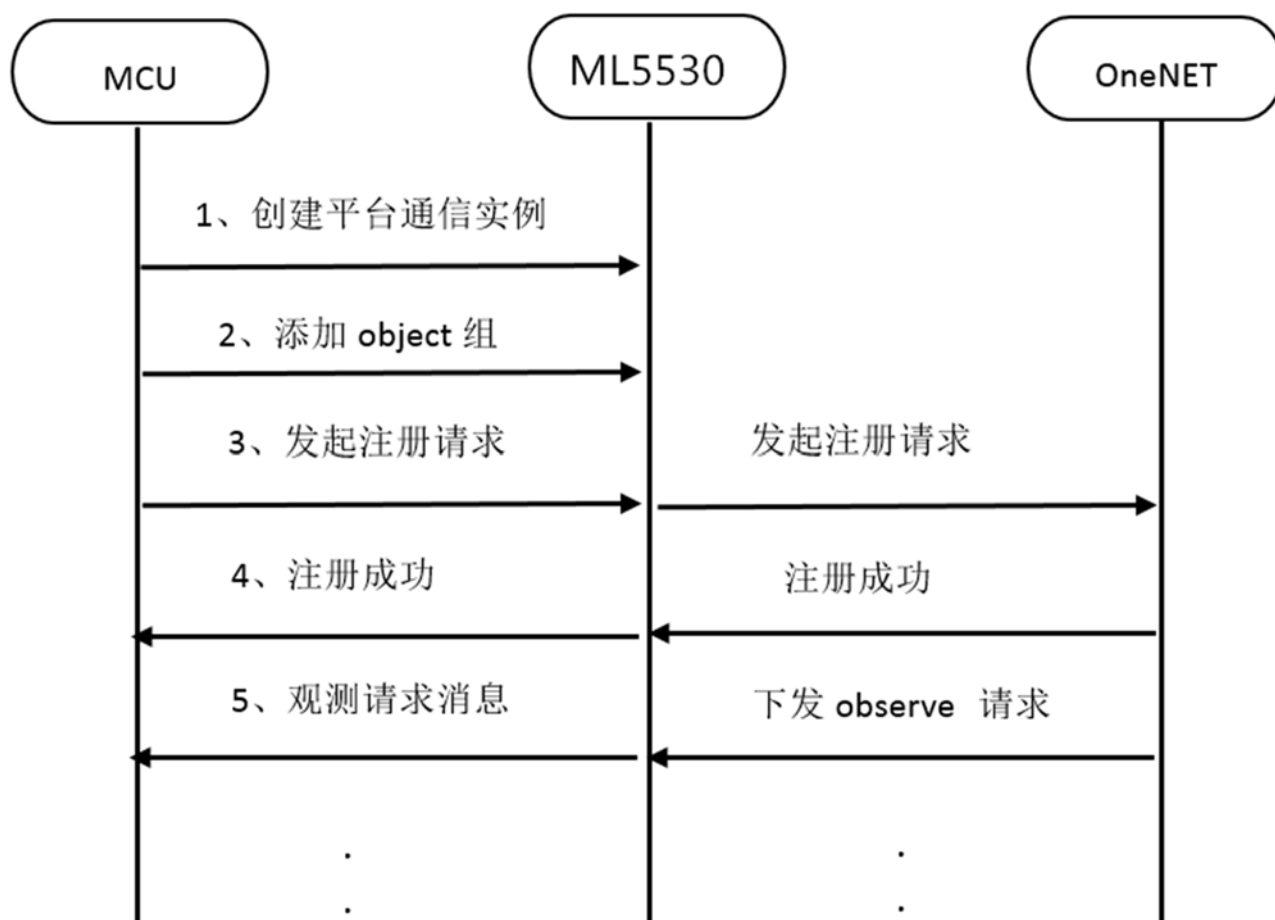 MCU
ML5530
OneNET
1、创建平台通信实例
2、添加 object 组
3、发起注册请求
发起注册请求
4、注册成功
注册成功
5、观测请求消息
下发 observe 请求